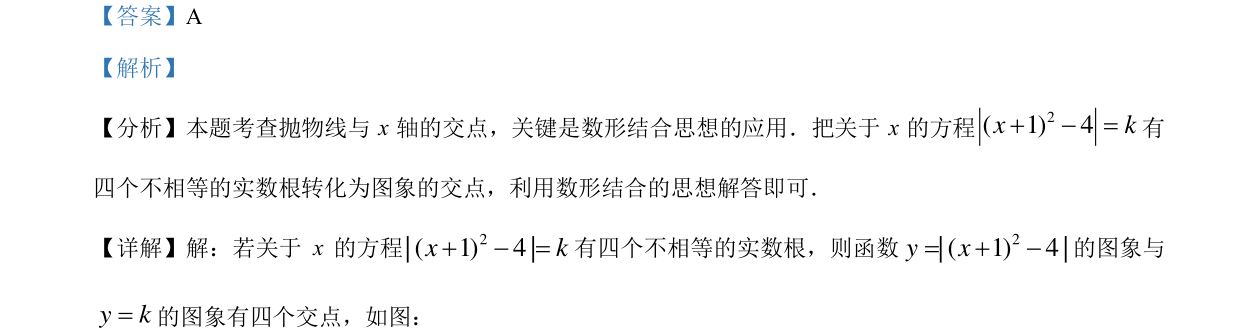 【答案】A
【解析】
【分析】本题考查抛物线与 x 轴的交点，关键是数形结合思想的应用．把关于 x 的方程|(x+1)²−4|=k 有
四个不相等的实数根转化为图象的交点，利用数形结合的思想解答即可．
【详解】解：若关于 x 的方程|(x+1)²−4|=k 有四个不相等的实数根，则函数 y=|(x+1)²−4| 的图象与
y=k 的图象有四个交点，如图：